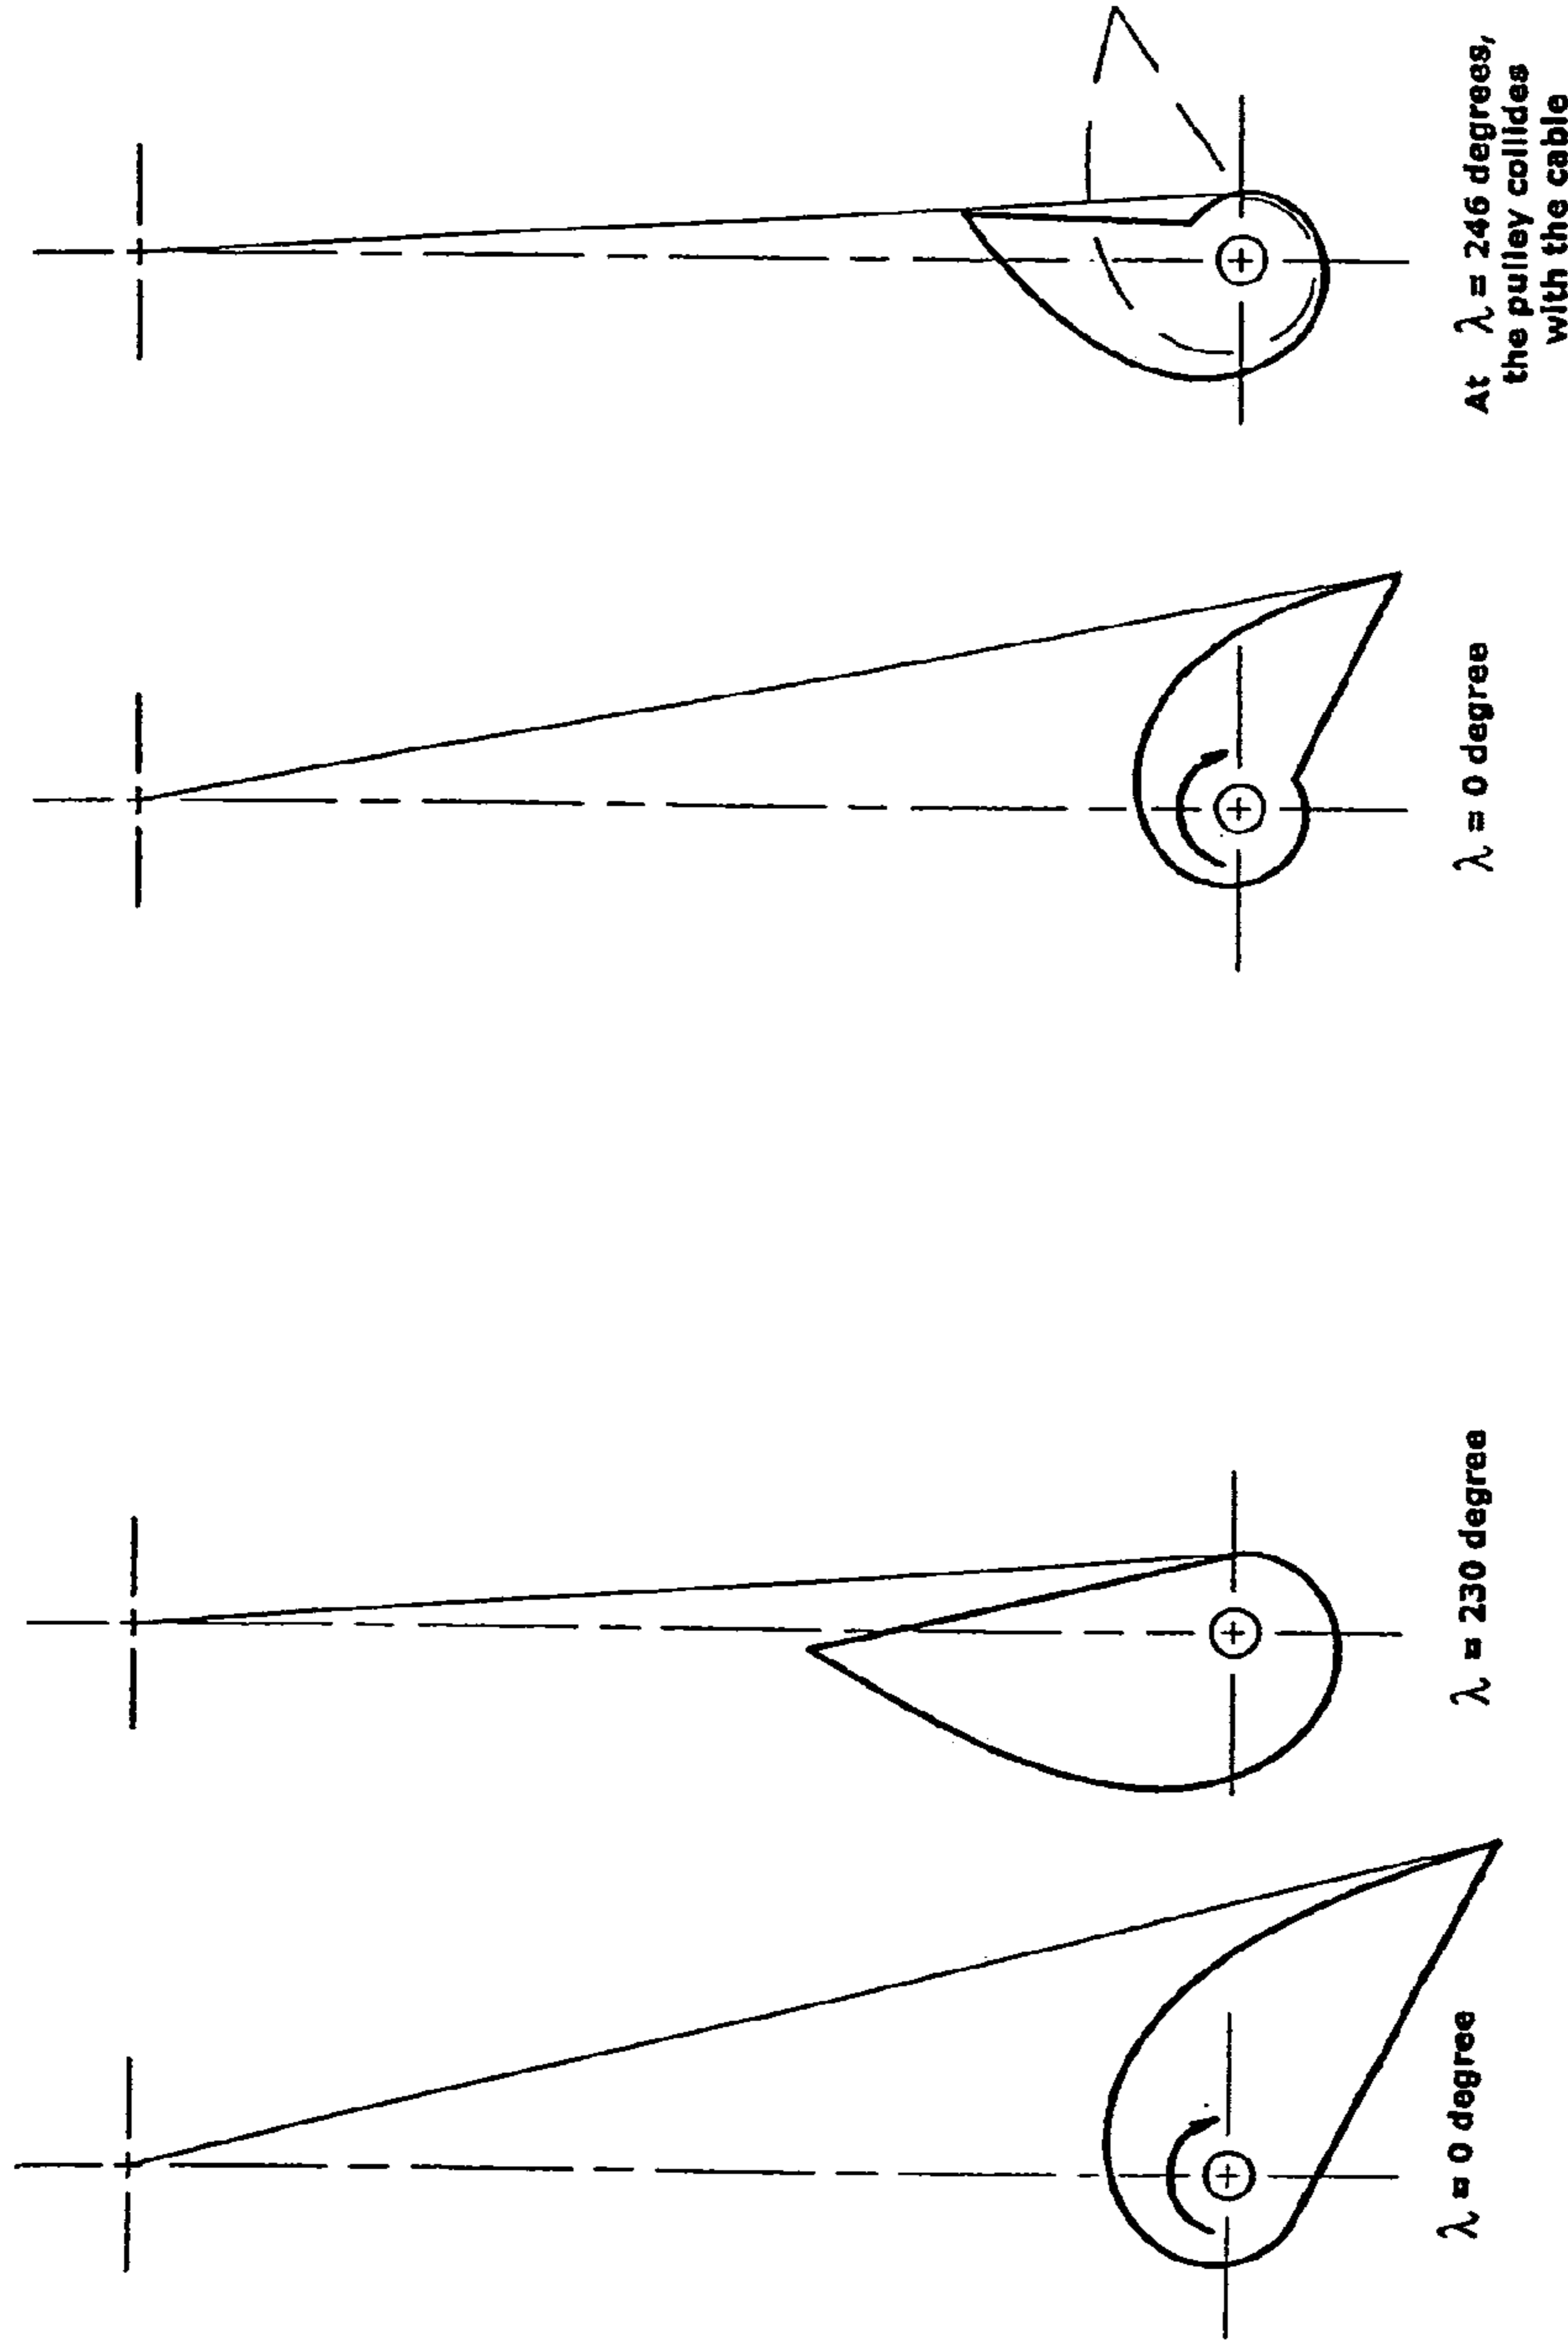 λ = 0 degree
λ = 230 degree
λ = 0 degree
At λ = 246 degrees,
the pulley collides
with the cable